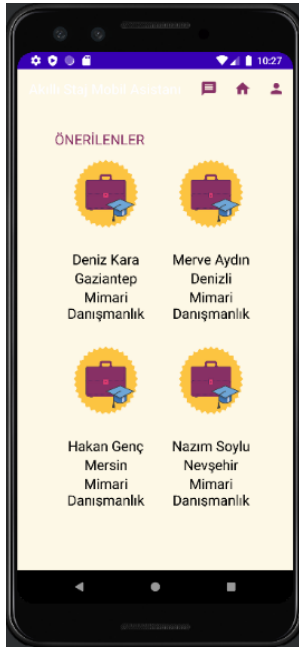 10:27
Akıllı Staj Mobil Asistanı
ÖNERİLENLER
Deniz Kara
Gaziantep
Mimari
Danışmanlık
Merve Aydın
Denizli
Mimari
Danışmanlık
Hakan Genç
Mersin
Mimari
Danışmanlık
Nazım Soylu
Nevşehir
Mimari
Danışmanlık